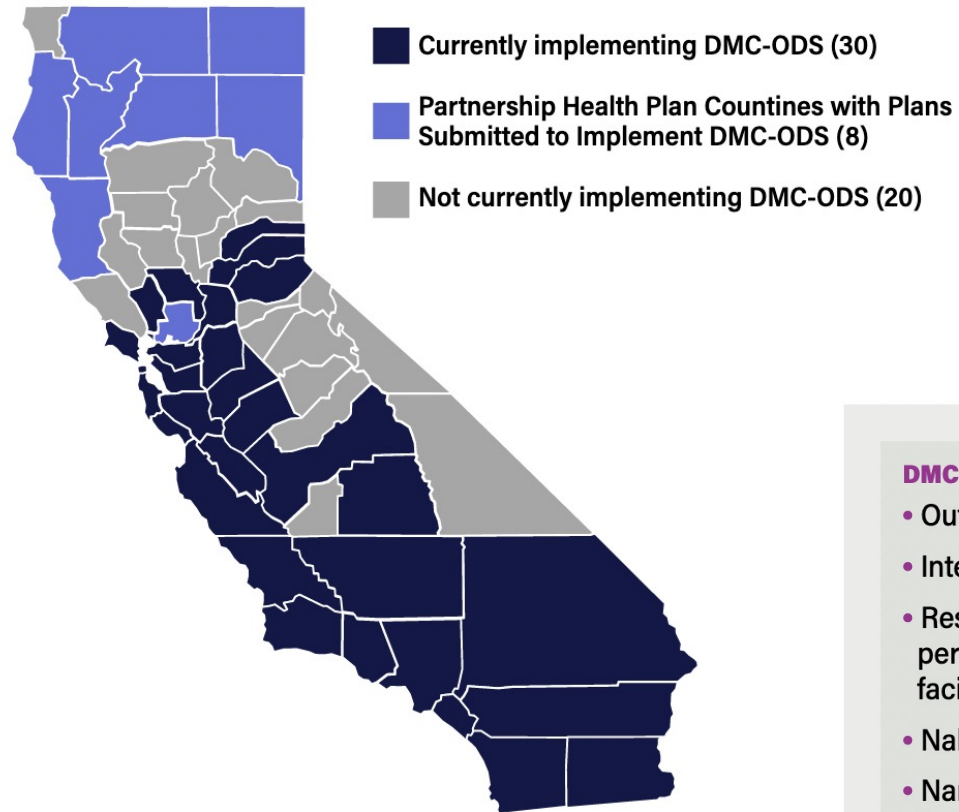 Currently implementing DMC-ODS (30)
Partnership Health Plan Countines with Plans
Submitted to Implement DMC-ODS (8)
Not currently implementing DMC-ODS (20)
DMC